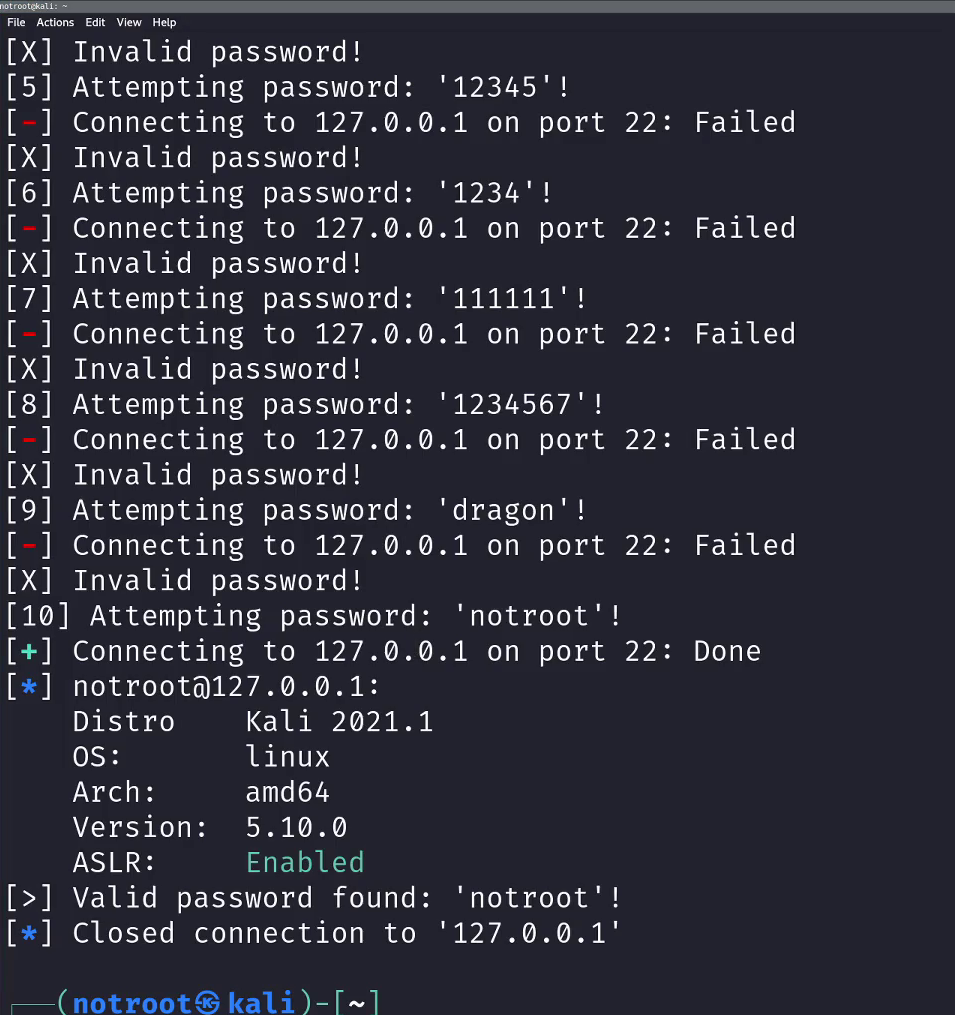 notroot@kali: ~
File Actions Edit View Help
[X] Invalid password!
[5] Attempting password: '12345'!
[-] Connecting to 127.0.0.1 on port 22: Failed
[X] Invalid password!
[6] Attempting password: '1234'!
[-] Connecting to 127.0.0.1 on port 22: Failed
[X] Invalid password!
[7] Attempting password: '111111'!
[-] Connecting to 127.0.0.1 on port 22: Failed
[X] Invalid password!
[8] Attempting password: '1234567'!
[-] Connecting to 127.0.0.1 on port 22: Failed
[X] Invalid password!
[9] Attempting password: 'dragon'!
[-] Connecting to 127.0.0.1 on port 22: Failed
[X] Invalid password!
[10] Attempting password: 'notroot'!
[+] Connecting to 127.0.0.1 on port 22: Done
[*] notroot@127.0.0.1:
    Distro    Kali 2021.1
    OS:       linux
    Arch:     amd64
    Version:  5.10.0
    ASLR:     Enabled
[>] Valid password found: 'notroot'!
[*] Closed connection to '127.0.0.1'
┌──(notroot㉿kali)-[~]